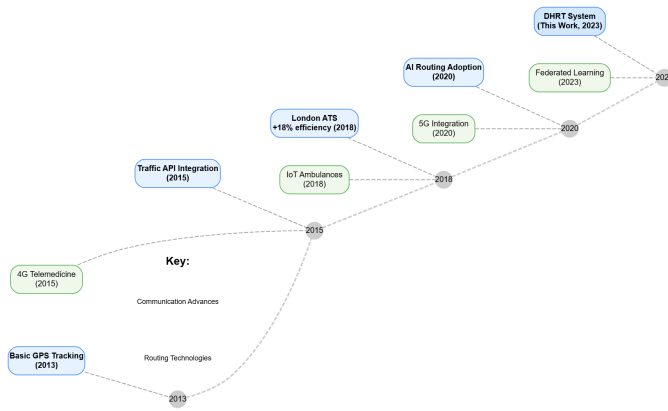 DHRT System
(This Work, 2023)
Federated Learning
(2023)
202
AI Routing Adoption
(2020)
5G Integration
(2020)
2020
London ATS
+18% efficiency (2018)
IoT Ambulances
(2018)
2018
Traffic API Integration
(2015)
2015
4G Telemedicine
(2015)
Key:
Communication Advances
Routing Technologies
Basic GPS Tracking
(2013)
2013